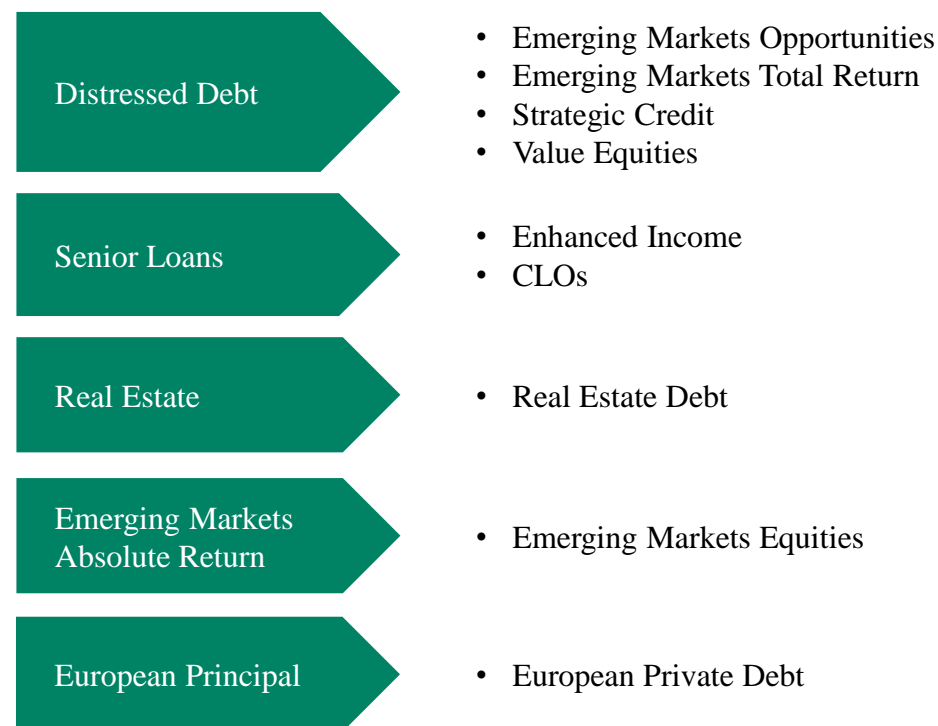 Distressed Debt
• Emerging Markets Opportunities
• Emerging Markets Total Return
• Strategic Credit
• Value Equities
Senior Loans
• Enhanced Income
• CLOs
Real Estate
• Real Estate Debt
Emerging Markets
Absolute Return
• Emerging Markets Equities
European Principal
• European Private Debt